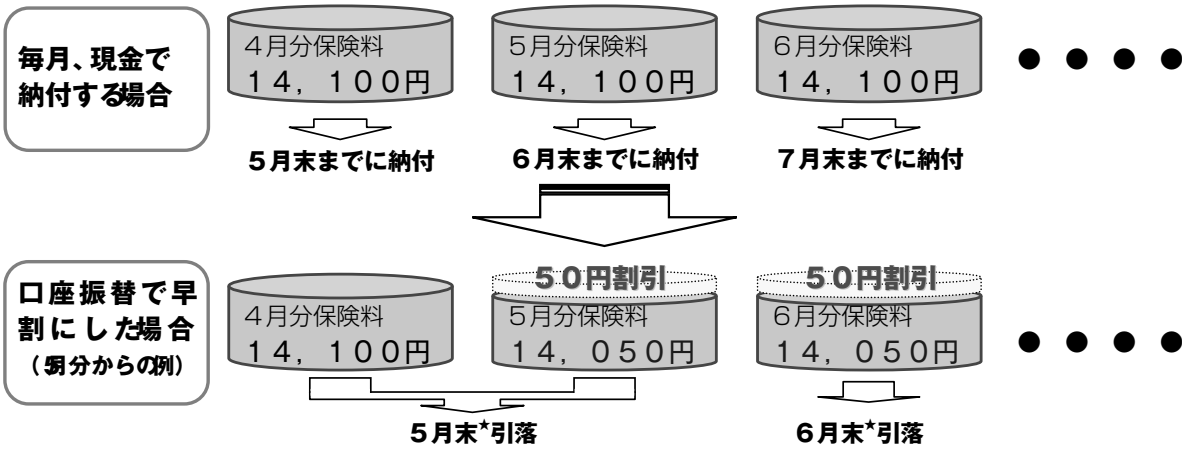 毎月、現金で
納付する場合
4月分保険料
14，100円
5月末までに納付
5月分保険料
14，100円
6月末までに納付
6月分保険料
14，100円
7月末までに納付
口座振替で早
割にした場合
（5月分からの例）
4月分保険料
14，100円
50円割引
5月分保険料
14，050円
5月末★引落
50円割引
6月分保険料
14，050円
6月末★引落